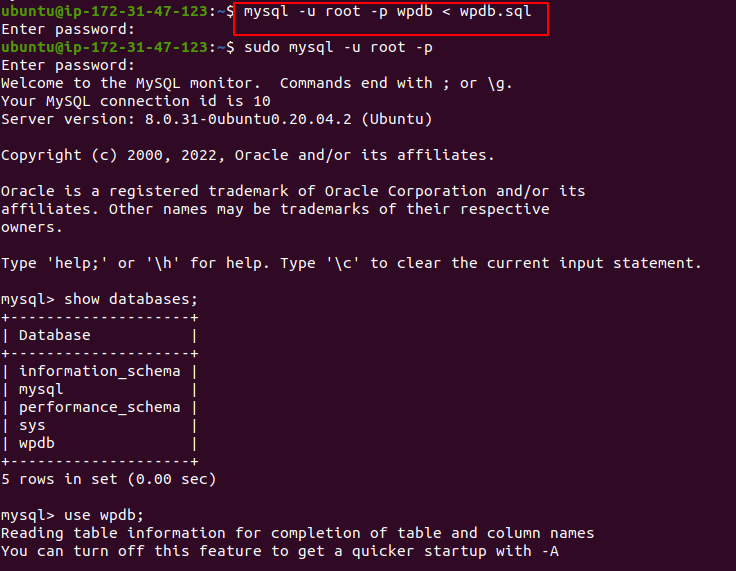 ubuntu@ip-172-31-47-123:~$ mysql -u root -p wpdb < wpdb.sql
Enter password:
ubuntu@ip-172-31-47-123:~$ sudo mysql -u root -p
Enter password:
Welcome to the MySQL monitor.  Commands end with ; or \g.
Your MySQL connection id is 10
Server version: 8.0.31-0ubuntu0.20.04.2 (Ubuntu)
Copyright (c) 2000, 2022, Oracle and/or its affiliates.
Oracle is a registered trademark of Oracle Corporation and/or its
affiliates. Other names may be trademarks of their respective
owners.
Type 'help;' or '\h' for help. Type '\c' to clear the current input statement.
mysql> show databases;
+--------------------+
| Database           |
+--------------------+
| information_schema |
| mysql              |
| performance_schema |
| sys                |
| wpdb               |
+--------------------+
5 rows in set (0.00 sec)
mysql> use wpdb;
Reading table information for completion of table and column names
You can turn off this feature to get a quicker startup with -A